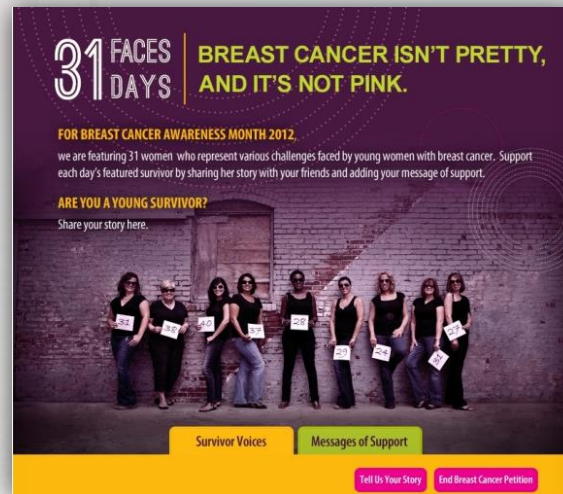 31 FACES
DAYS
BREAST CANCER ISN'T PRETTY,
AND IT'S NOT PINK.
FOR BREAST CANCER AWARENESS MONTH 2012,
we are featuring 31 women who represent various challenges faced by young women with breast cancer. Support
each day's featured survivor by sharing her story with your friends and adding your message of support.
ARE YOU A YOUNG SURVIVOR?
Share your story here.
31
38
40
37
28
29
24
31
27
Survivor Voices
Messages of Support
Tell Us Your Story
End Breast Cancer Petition